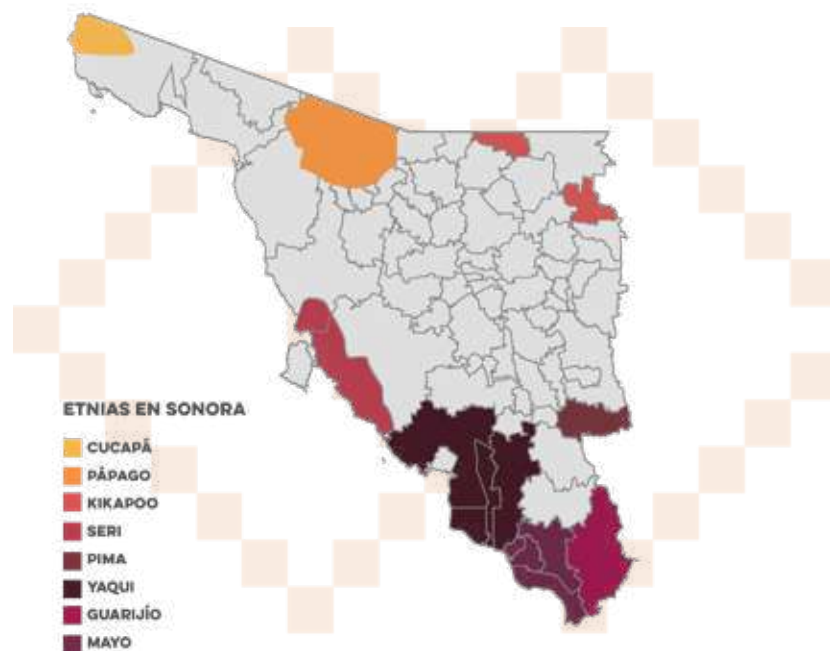 ETNIAS EN SONORA
CUCAPÁ
PÁPAGO
KIKAPOO
SERI
PIMA
YAQUI
GUARIJÍO
MAYO